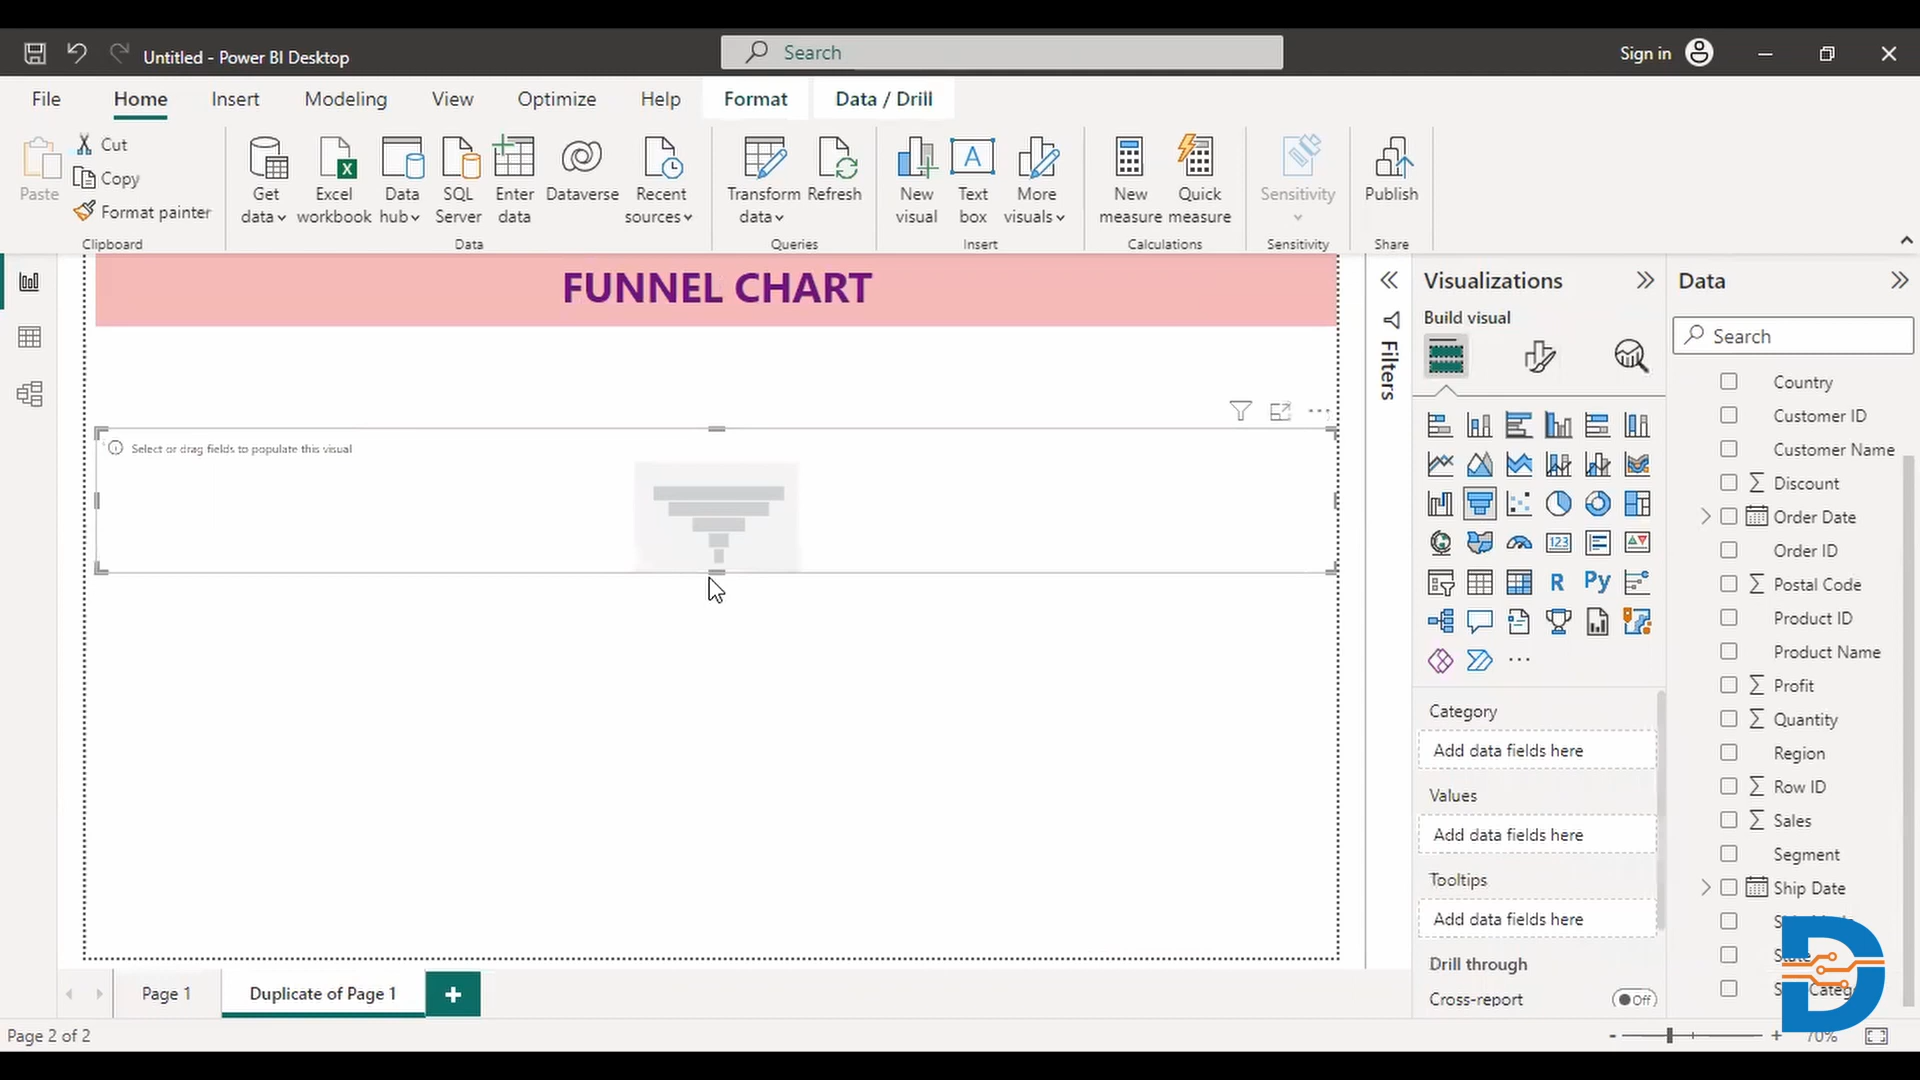 Untitled - Power BI Desktop
Search
Sign in
File
Home
Insert
Modeling
View
Optimize
Help
Format
Data / Drill
Paste
Cut
Copy
Format painter
Clipboard
Get data
Excel workbook
Data hub
SQL Server
Enter data
Dataverse
Recent sources
Data
Transform data
Refresh
Queries
New visual
Text box
More visuals
Insert
New measure
Quick measure
Calculations
Sensitivity
Sensitivity
Publish
Share
FUNNEL CHART
Select or drag fields to populate this visual
Filters
Visualizations
Build visual
123
R
Py
Category
Add data fields here
Values
Add data fields here
Tooltips
Add data fields here
Drill through
Cross-report
Off
Data
Search
Country
Customer ID
Customer Name
Discount
Order Date
Order ID
Postal Code
Product ID
Product Name
Profit
Quantity
Region
Row ID
Sales
Segment
Ship Date
Page 1
Duplicate of Page 1
Page 2 of 2
70%